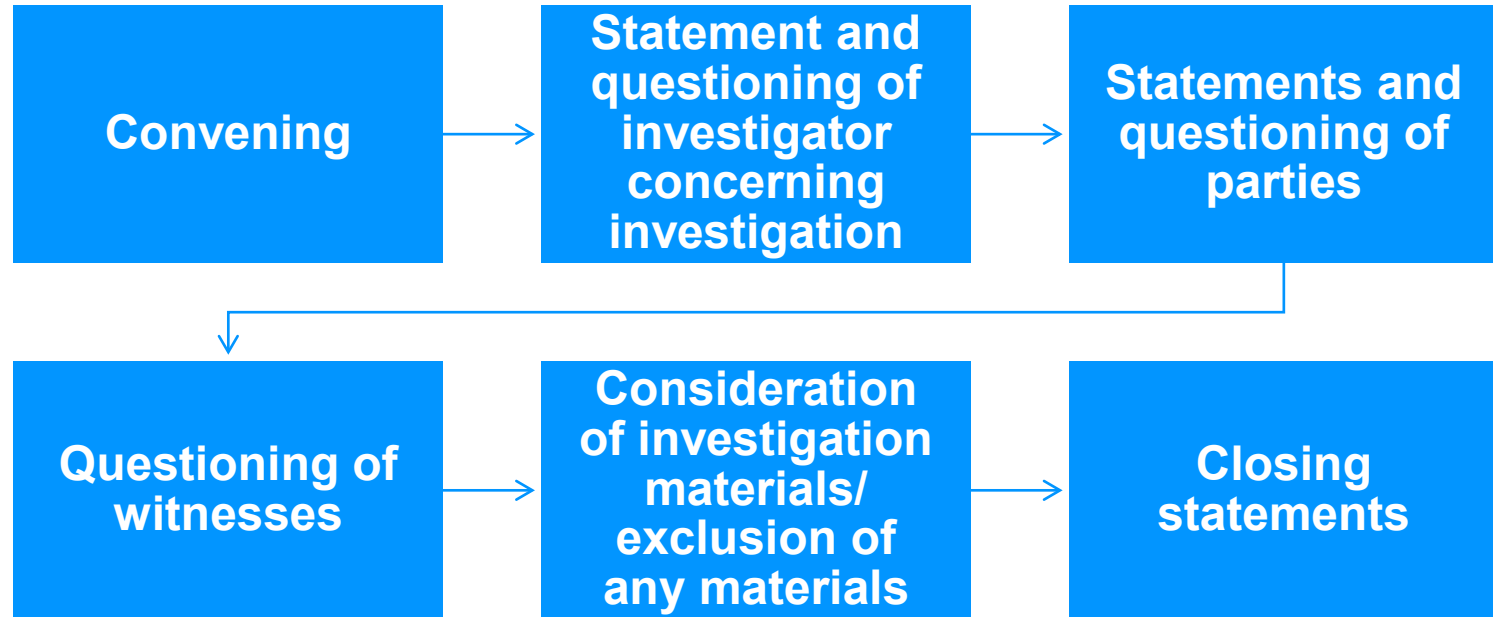 Convening
Statement and
questioning of
investigator
concerning
investigation
Statements and
questioning of
parties
Questioning of
witnesses
Consideration
of investigation
materials/
exclusion of
any materials
Closing
statements